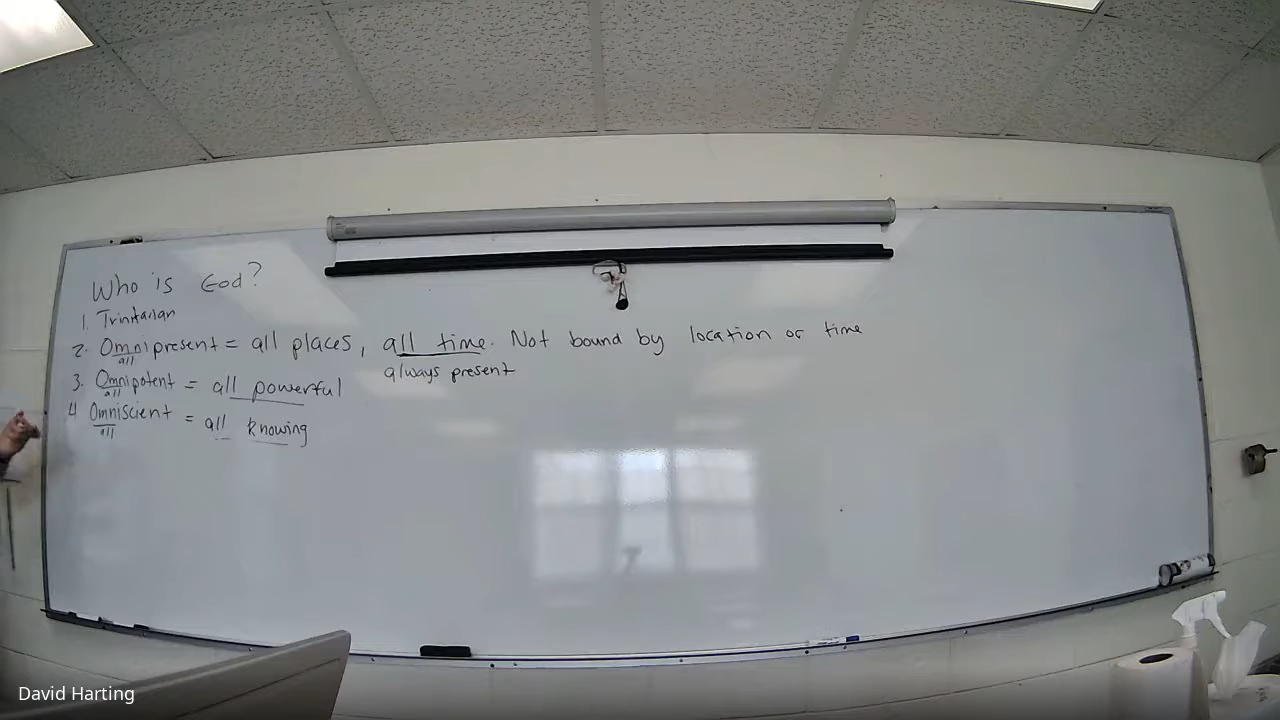 Who is God?
1. Trinitarian
2. Omnipresent = all places, all time. Not bound by location or time
all
always present
3. Omnipotent = all powerful
all
4 Omniscient = all knowing
all
David Harting